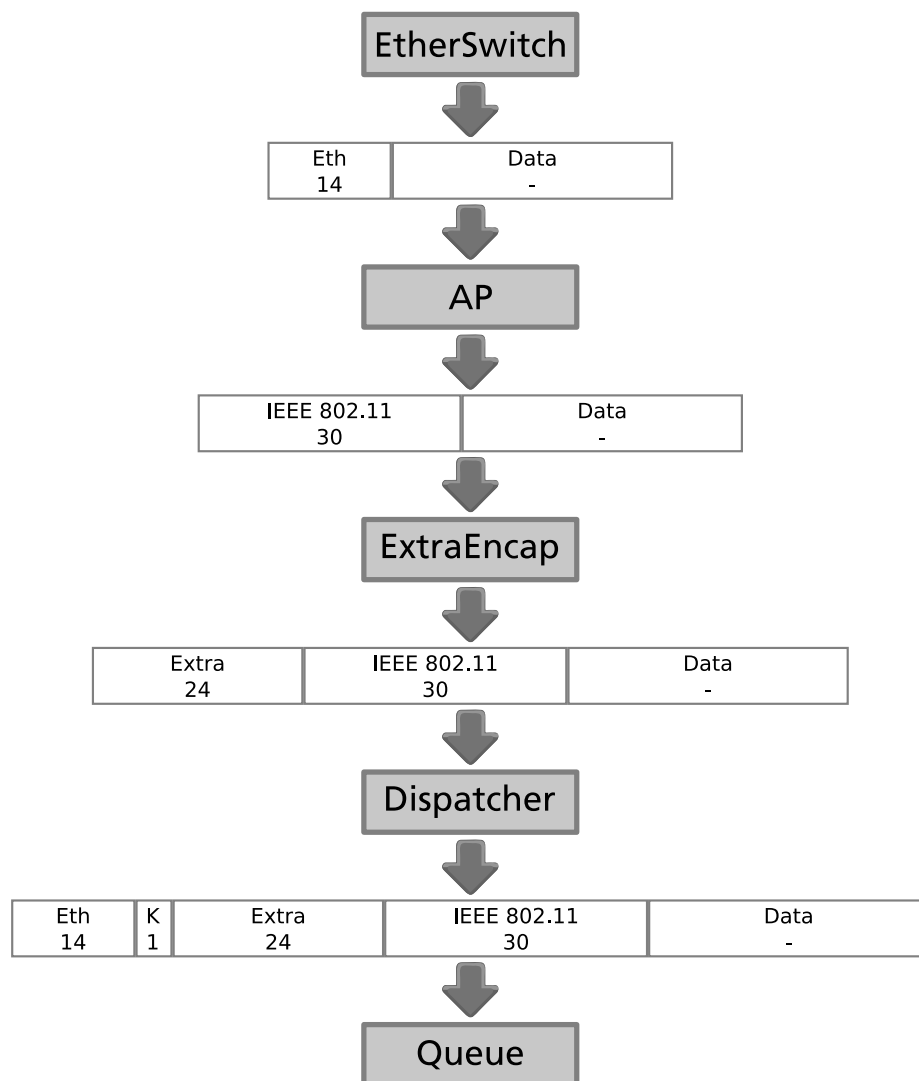 EtherSwitch
Eth Data
14 -
AP
IEEE 802.11 Data
30 -
ExtraEncap
Extra IEEE 802.11 Data
24 30 -
Dispatcher
Eth K Extra IEEE 802.11 Data
14 1 24 30 -
Queue